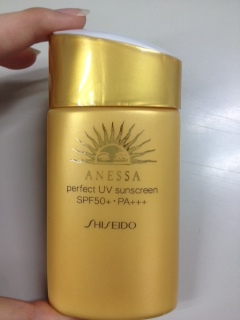 ANESSA
perfect UV sunscreen
SPF50+・PA+++
SHISEIDO